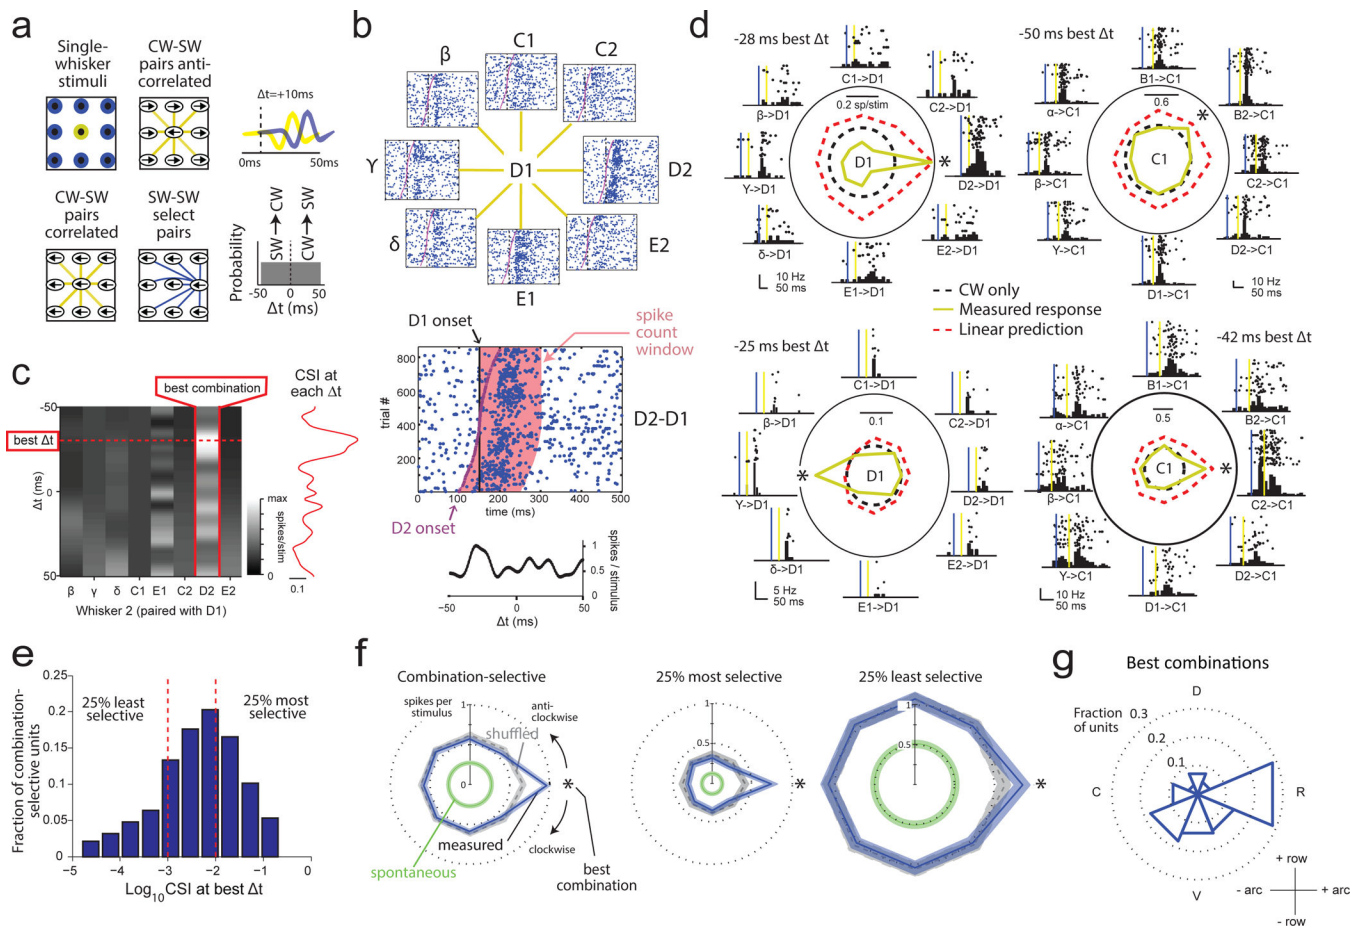 a
Single-
whisker
stimuli
CW-SW
pairs anti-
correlated
Δt=+10ms
0ms
50ms
CW-SW
pairs
correlated
SW-SW
select
pairs
Probability
SW → CW
CW → SW
-50
0
50
Δt (ms)
b
β
C1
C2
γ
D1
D2
δ
E1
E2
D1 onset
spike
count
window
800
600
400
200
trial #
D2-D1
0
100
200
300
400
500
time (ms)
D2 onset
1
0.5
0
spikes /
stimulus
−50
0
50
Δt (ms)
c
best combination
CSI at
each Δt
-50
best Δt
0
50
Δt (ms)
max
0
spikes/stim
0.1
β
γ
δ
C1
E1
C2
D2
E2
Whisker 2 (paired with D1)
d
-28 ms best Δt
C1->D1
β->D1
C2->D1
0.2 sp/stim
D1
*
γ->D1
D2->D1
δ->D1
E2->D1
E1->D1
10 Hz
50 ms
-50 ms best Δt
B1->C1
α->C1
B2->C1
0.6
*
C1
β->C1
C2->C1
γ->C1
D2->C1
D1->C1
10 Hz
50 ms
CW only
Measured response
Linear prediction
-25 ms best Δt
C1->D1
β->D1
C2->D1
0.1
*
D1
γ->D1
D2->D1
δ->D1
E2->D1
E1->D1
5 Hz
50 ms
-42 ms best Δt
B1->C1
α->C1
B2->C1
0.5
C1
*
β->C1
C2->C1
γ->C1
D2->C1
D1->C1
10 Hz
50 ms
e
0.25
0.2
0.15
0.1
0.05
0
Fraction of combination-
selective units
25% least
selective
25% most
selective
−5
−4
−3
−2
−1
0
Log10CSI at best Δt
f
Combination-selective
spikes per
stimulus
1
anti-
clockwise
shuffled
0
*
measured
clockwise
spontaneous
best
combination
25% most selective
1
0.5
0
*
25% least selective
1
0.5
0
*
g
Best combinations
D
Fraction
of units
0.3
0.2
0.1
C
R
V
+ row
- arc
+ arc
- row